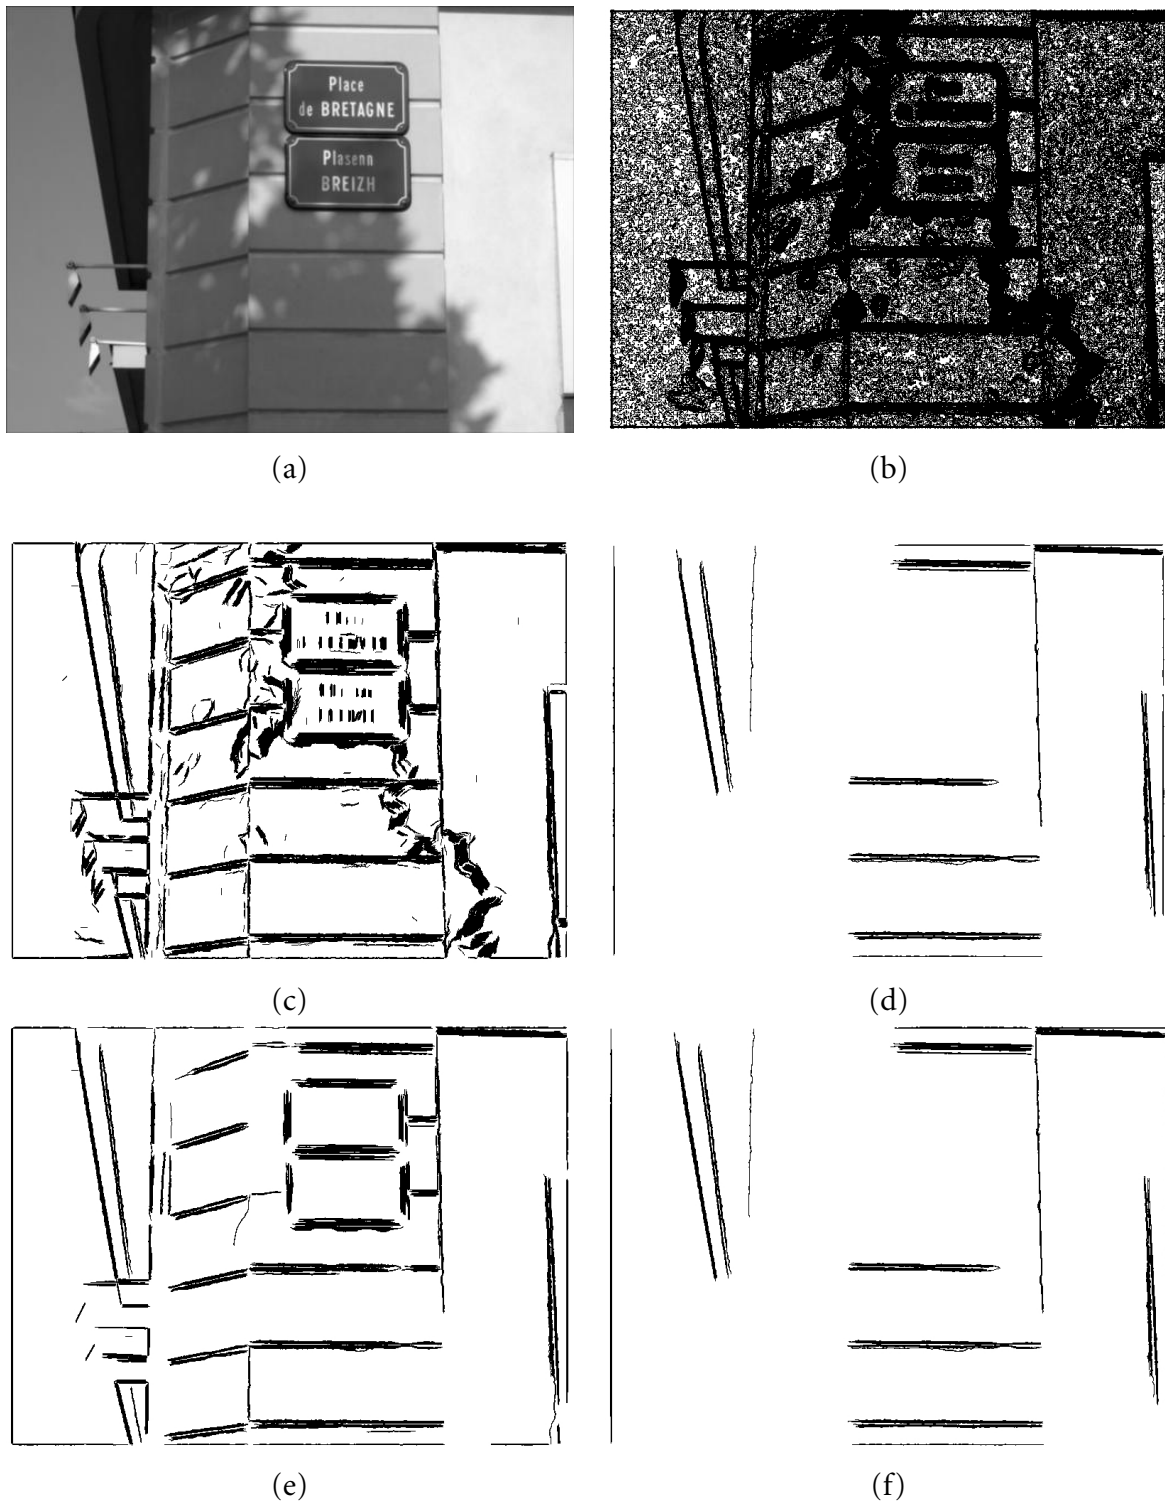 Place
de BRETAGNE
Plasenn
BREIZH
(a)
(b)
(c)
(d)
(e)
(f)